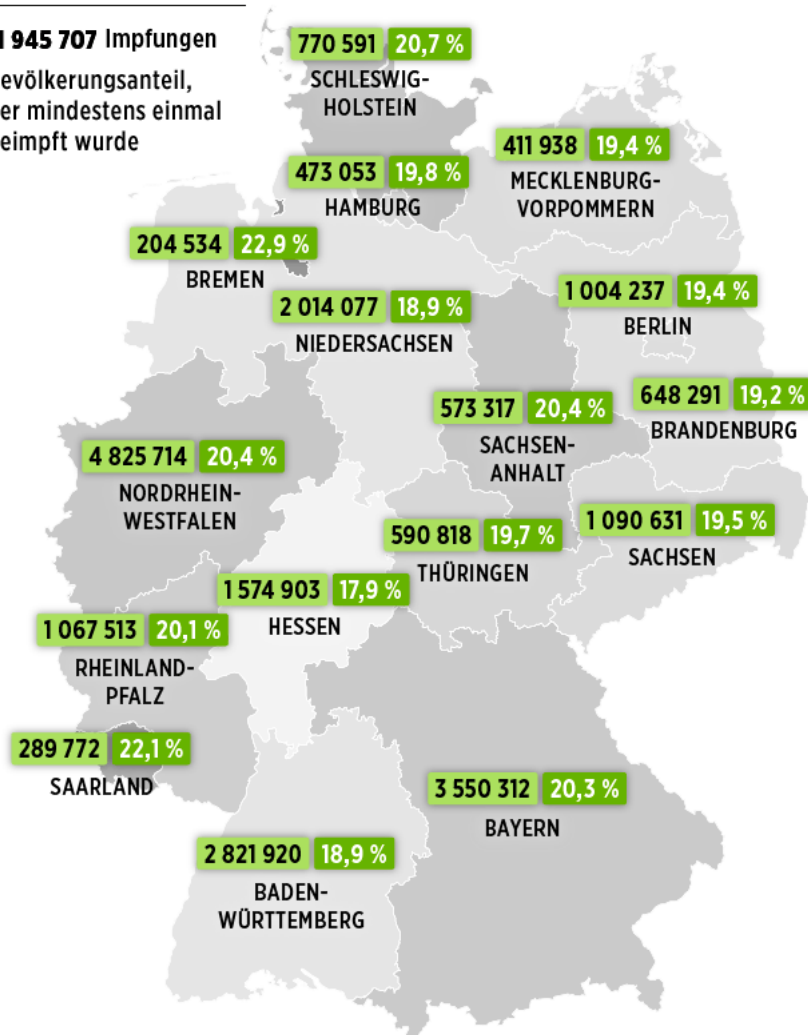 1 945 707 Impfungen
evölkerungsanteil,
er mindestens einmal
eimpft wurde
770 591 20,7 %
SCHLESWIG-
HOLSTEIN
411 938 19,4 %
MECKLENBURG-
VORPOMMERN
473 053 19,8 %
HAMBURG
204 534 22,9 %
BREMEN
2 014 077 18,9 %
NIEDERSACHSEN
1 004 237 19,4 %
BERLIN
648 291 19,2 %
BRANDENBURG
573 317 20,4 %
SACHSEN-
ANHALT
4 825 714 20,4 %
NORDRHEIN-
WESTFALEN
590 818 19,7 %
THÜRINGEN
1 090 631 19,5 %
SACHSEN
1 574 903 17,9 %
HESSEN
1 067 513 20,1 %
RHEINLAND-
PFALZ
289 772 22,1 %
SAARLAND
3 550 312 20,3 %
BAYERN
2 821 920 18,9 %
BADEN-
WÜRTTEMBERG